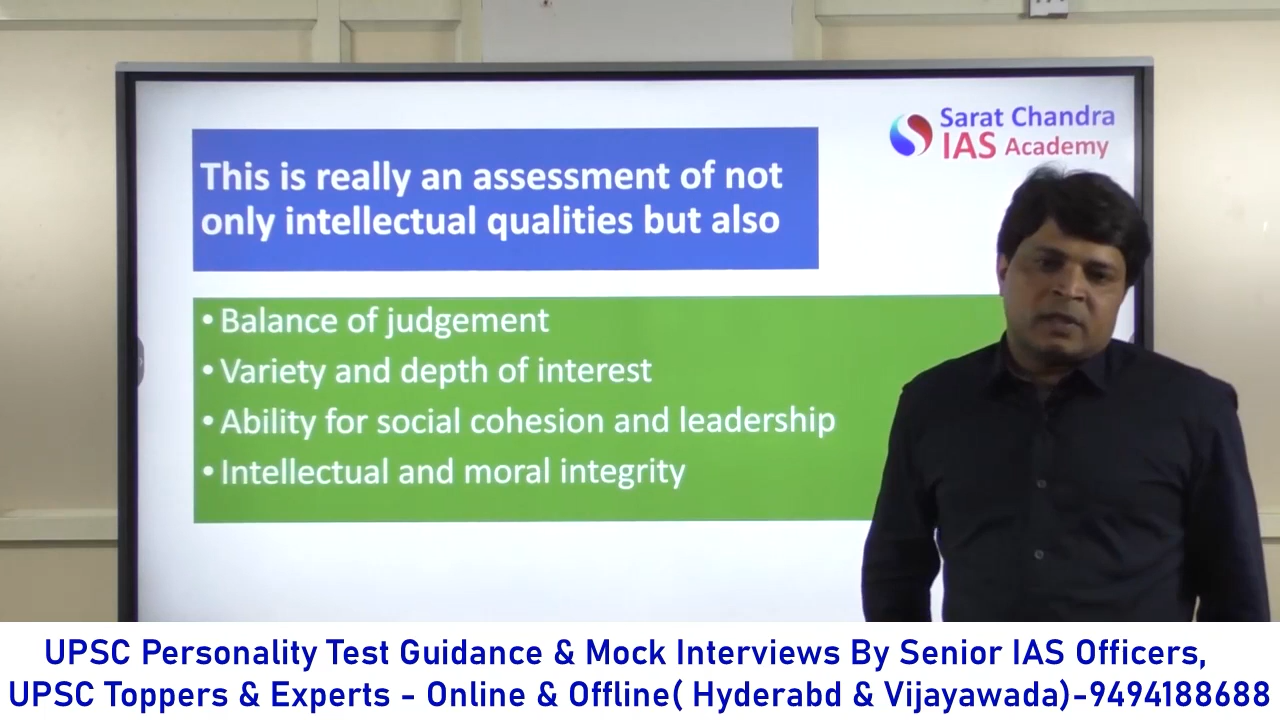 Sarat Chandra
IAS Academy
This is really an assessment of not
only intellectual qualities but also
• Balance of judgement
• Variety and depth of interest
• Ability for social cohesion and leadership
• Intellectual and moral integrity
UPSC Personality Test Guidance & Mock Interviews By Senior IAS Officers,
UPSC Toppers & Experts - Online & Offline( Hyderabd & Vijayawada)-9494188688